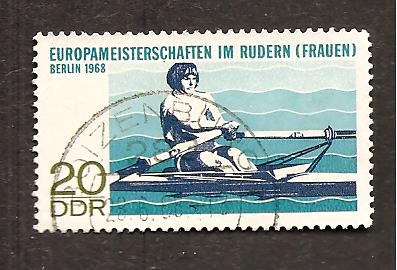 EUROPAMEISTERSCHAFTEN IM RUDERN (FRAUEN)
BERLIN 1968
20
DDR